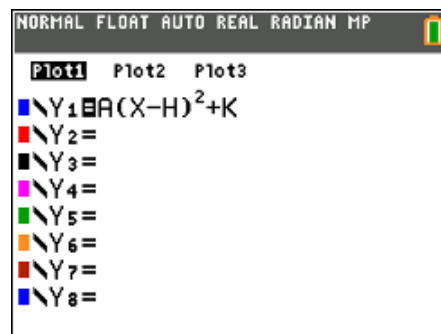 NORMAL FLOAT AUTO REAL RADIAN MP
Plot1 Plot2 Plot3
\Y₁=A(X-H)²+K
\Y₂=
\Y₃=
\Y₄=
\Y₅=
\Y₆=
\Y₇=
\Y₈=